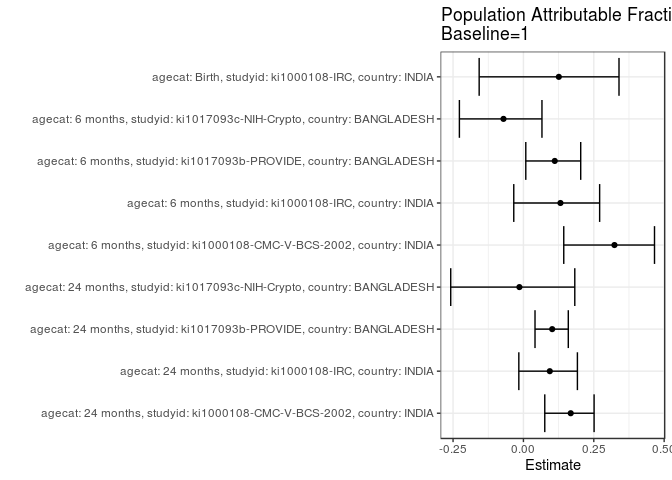 Population Attributable Fracti
Baseline=1
agecat: Birth, studyid: ki1000108-IRC, country: INDIA
agecat: 6 months, studyid: ki1017093c-NIH-Crypto, country: BANGLADESH
agecat: 6 months, studyid: ki1017093b-PROVIDE, country: BANGLADESH
agecat: 6 months, studyid: ki1000108-IRC, country: INDIA
agecat: 6 months, studyid: ki1000108-CMC-V-BCS-2002, country: INDIA
agecat: 24 months, studyid: ki1017093c-NIH-Crypto, country: BANGLADESH
agecat: 24 months, studyid: ki1017093b-PROVIDE, country: BANGLADESH
agecat: 24 months, studyid: ki1000108-IRC, country: INDIA
agecat: 24 months, studyid: ki1000108-CMC-V-BCS-2002, country: INDIA
-0.25 0.00 0.25 0.50
Estimate